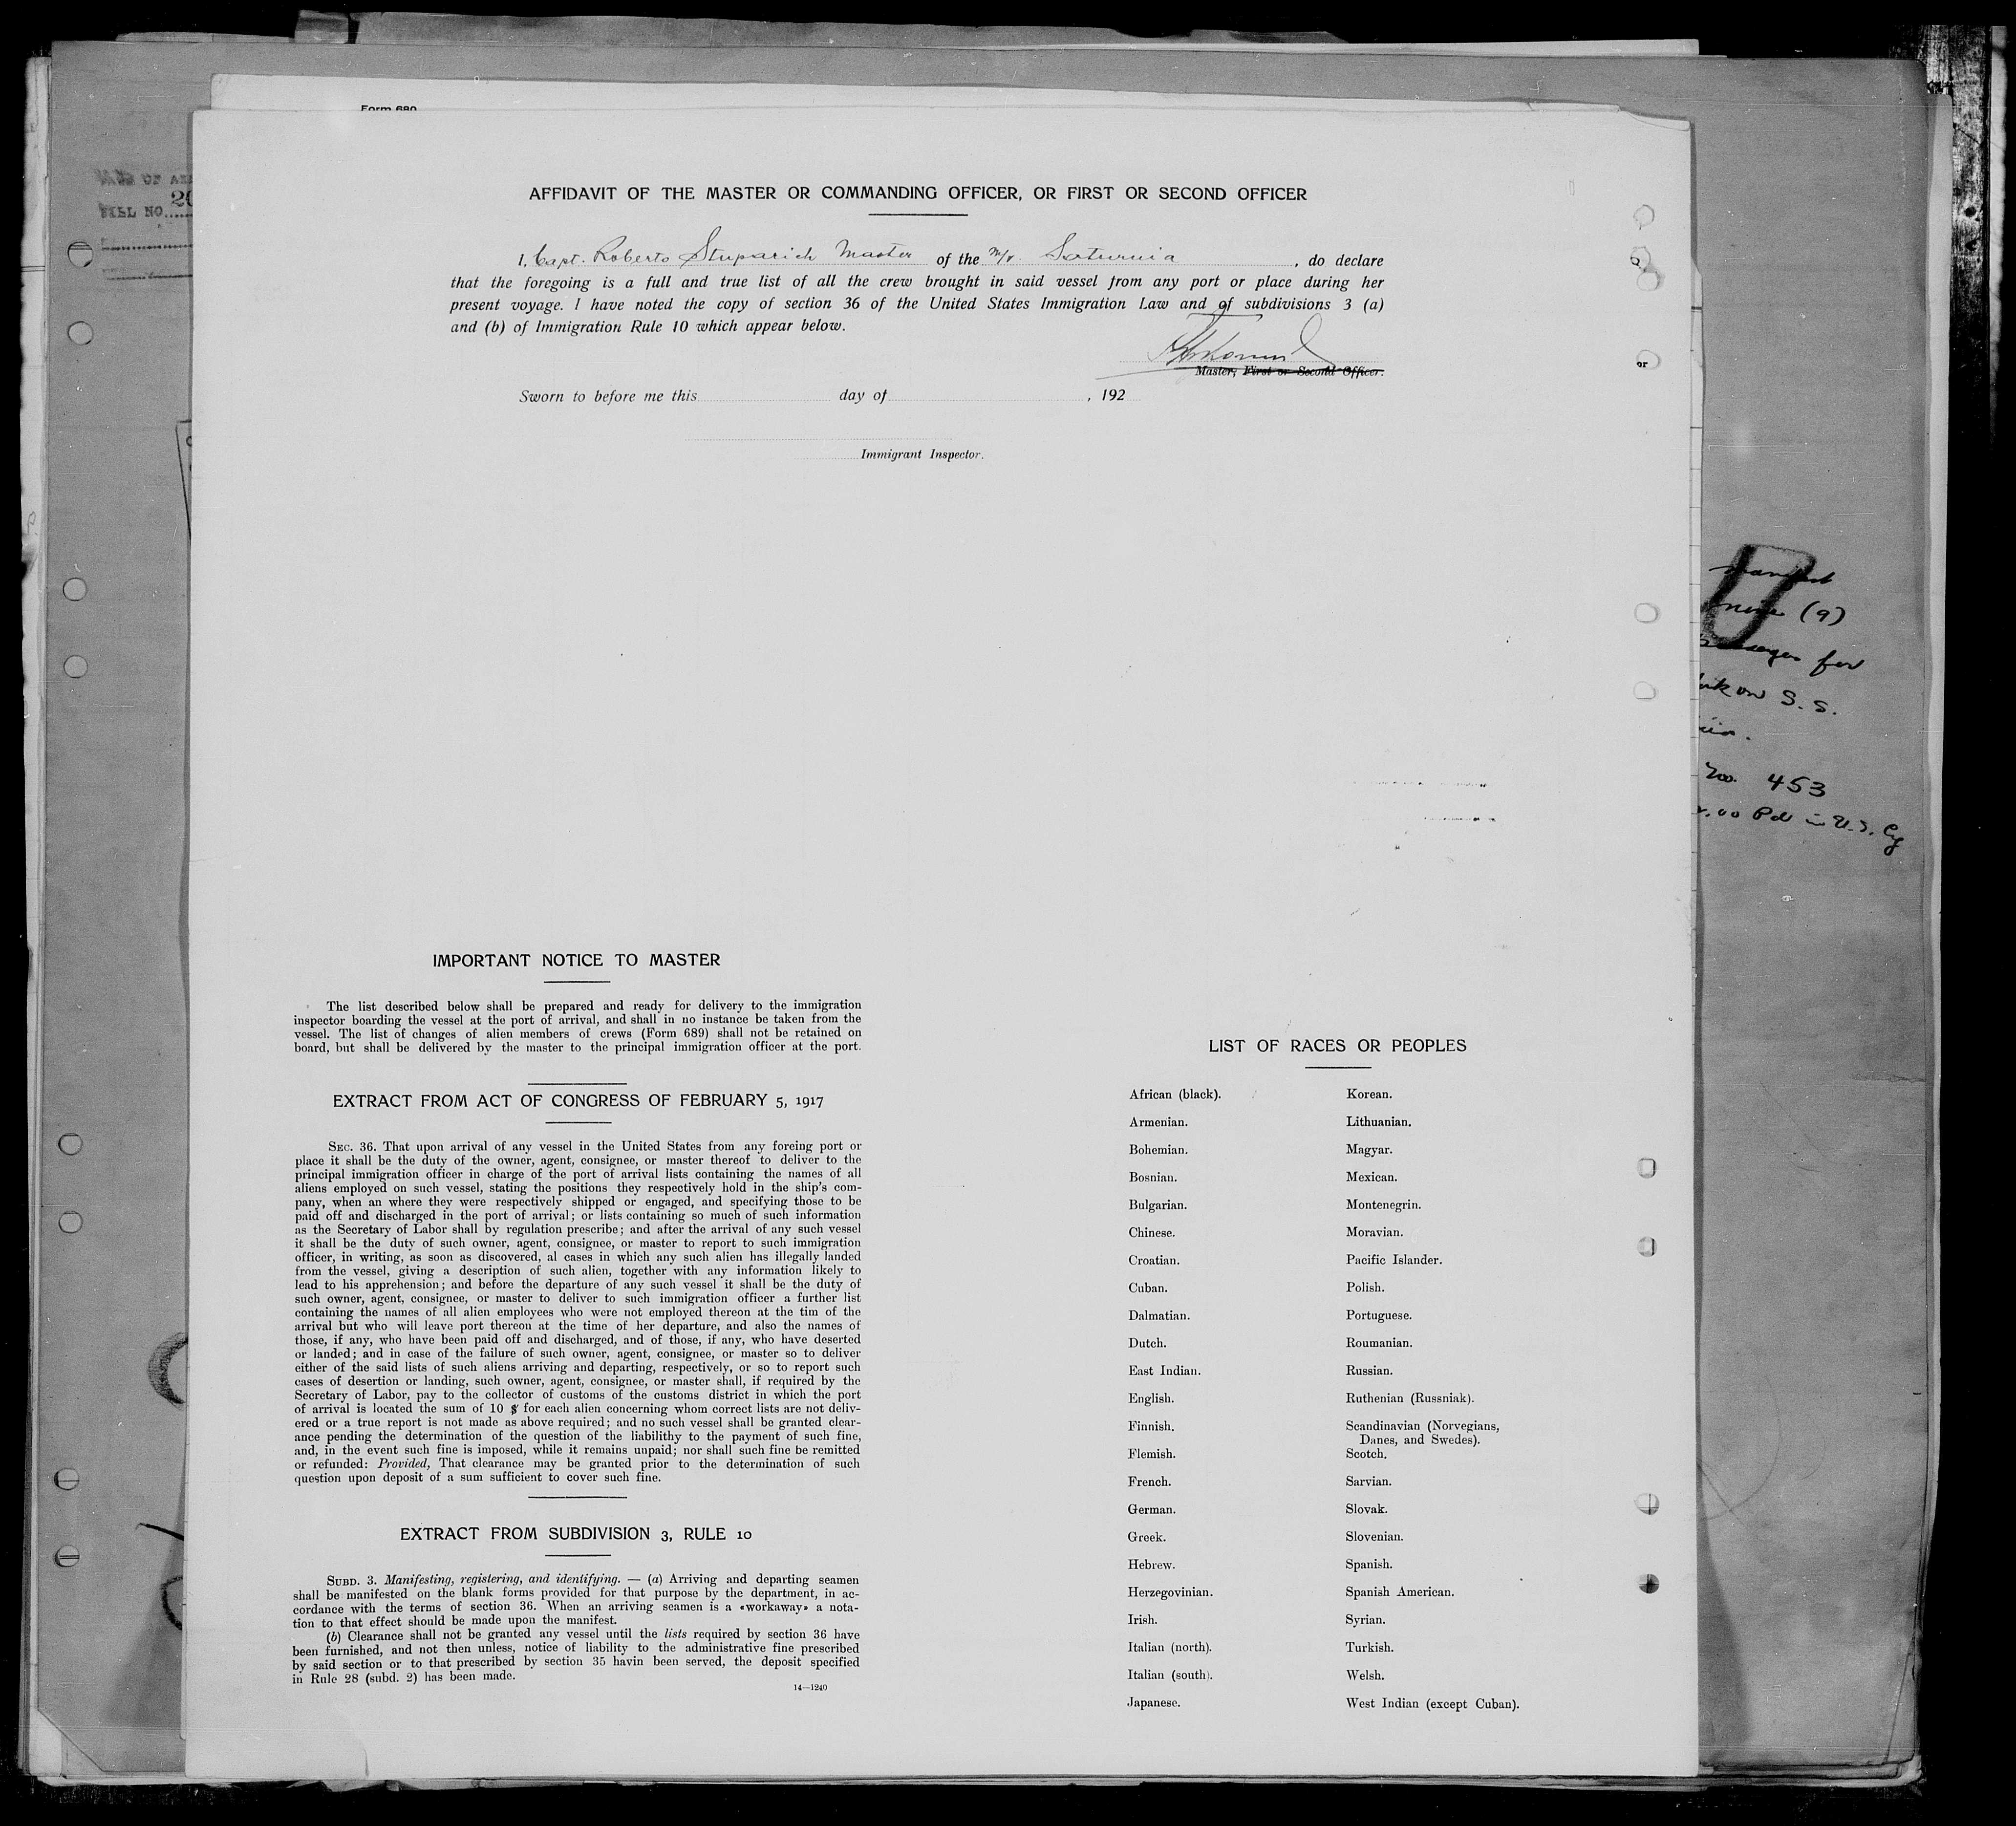 Form 680
BILL NO. 20
AFFIDAVIT OF THE MASTER OR COMMANDING OFFICER, OR FIRST OR SECOND OFFICER
I, Capt. Roberto Stuparich Master of the M/V. Saturnia, do declare
that the foregoing is a full and true list of all the crew brought in said vessel from any port or place during her
present voyage. I have noted the copy of section 36 of the United States Immigration Law and of subdivisions 3 (a)
and (b) of Immigration Rule 10 which appear below.
Master, First or Second Officer.
or
Sworn to before me this day of , 192
Immigrant Inspector.
(9)
for
on S. S.
No. 453
.00 Pd in U.S. Cy
IMPORTANT NOTICE TO MASTER
The list described below shall be prepared and ready for delivery to the immigration
inspector boarding the vessel at the port of arrival, and shall in no instance be taken from the
vessel. The list of changes of alien members of crews (Form 689) shall not be retained on
board, but shall be delivered by the master to the principal immigration officer at the port.
EXTRACT FROM ACT OF CONGRESS OF FEBRUARY 5, 1917
SEC. 36. That upon arrival of any vessel in the United States from any foreing port or
place it shall be the duty of the owner, agent, consignee, or master thereof to deliver to the
principal immigration officer in charge of the port of arrival lists containing the names of all
aliens employed on such vessel, stating the positions they respectively hold in the ship's com-
pany, when an where they were respectively shipped or engaged, and specifying those to be
paid off and discharged in the port of arrival; or lists containing so much of such information
as the Secretary of Labor shall by regulation prescribe; and after the arrival of any such vessel
it shall be the duty of such owner, agent, consignee, or master to report to such immigration
officer, in writing, as soon as discovered, al cases in which any such alien has illegally landed
from the vessel, giving a description of such alien, together with any information likely to
lead to his apprehension; and before the departure of any such vessel it shall be the duty of
such owner, agent, consignee, or master to deliver to such immigration officer a further list
containing the names of all alien employees who were not employed thereon at the tim of the
arrival but who will leave port thereon at the time of her departure, and also the names of
those, if any, who have been paid off and discharged, and of those, if any, who have deserted
or landed; and in case of the failure of such owner, agent, consignee, or master so to deliver
either of the said lists of such aliens arriving and departing, respectively, or so to report such
cases of desertion or landing, such owner, agent, consignee, or master shall, if required by the
Secretary of Labor, pay to the collector of customs of the customs district in which the port
of arrival is located the sum of 10 $ for each alien concerning whom correct lists are not deliv-
ered or a true report is not made as above required; and no such vessel shall be granted clear-
ance pending the determination of the question of the liabilithy to the payment of such fine,
and, in the event such fine is imposed, while it remains unpaid; nor shall such fine be remitted
or refunded: Provided, That clearance may be granted prior to the determination of such
question upon deposit of a sum sufficient to cover such fine.
EXTRACT FROM SUBDIVISION 3, RULE 10
SUBD. 3. Manifesting, registering, and identifying. — (a) Arriving and departing seamen
shall be manifested on the blank forms provided for that purpose by the department, in ac-
cordance with the terms of section 36. When an arriving seamen is a «workaway» a nota-
tion to that effect should be made upon the manifest.
(b) Clearance shall not be granted any vessel until the lists required by section 36 have
been furnished, and not then unless, notice of liability to the administrative fine prescribed
by said section or to that prescribed by section 35 havin been served, the deposit specified
in Rule 28 (subd. 2) has been made.
14—1240
LIST OF RACES OR PEOPLES
African (black).
Armenian.
Bohemian.
Bosnian.
Bulgarian.
Chinese.
Croatian.
Cuban.
Dalmatian.
Dutch.
East Indian.
English.
Finnish.
Flemish.
French.
German.
Greek.
Hebrew.
Herzegovinian.
Irish.
Italian (north).
Italian (south).
Japanese.
Korean.
Lithuanian.
Magyar.
Mexican.
Montenegrin.
Moravian.
Pacific Islander.
Polish.
Portuguese.
Roumanian.
Russian.
Ruthenian (Russniak).
Scandinavian (Norvegians,
Danes, and Swedes).
Scotch.
Sarvian.
Slovak.
Slovenian.
Spanish.
Spanish American.
Syrian.
Turkish.
Welsh.
West Indian (except Cuban).